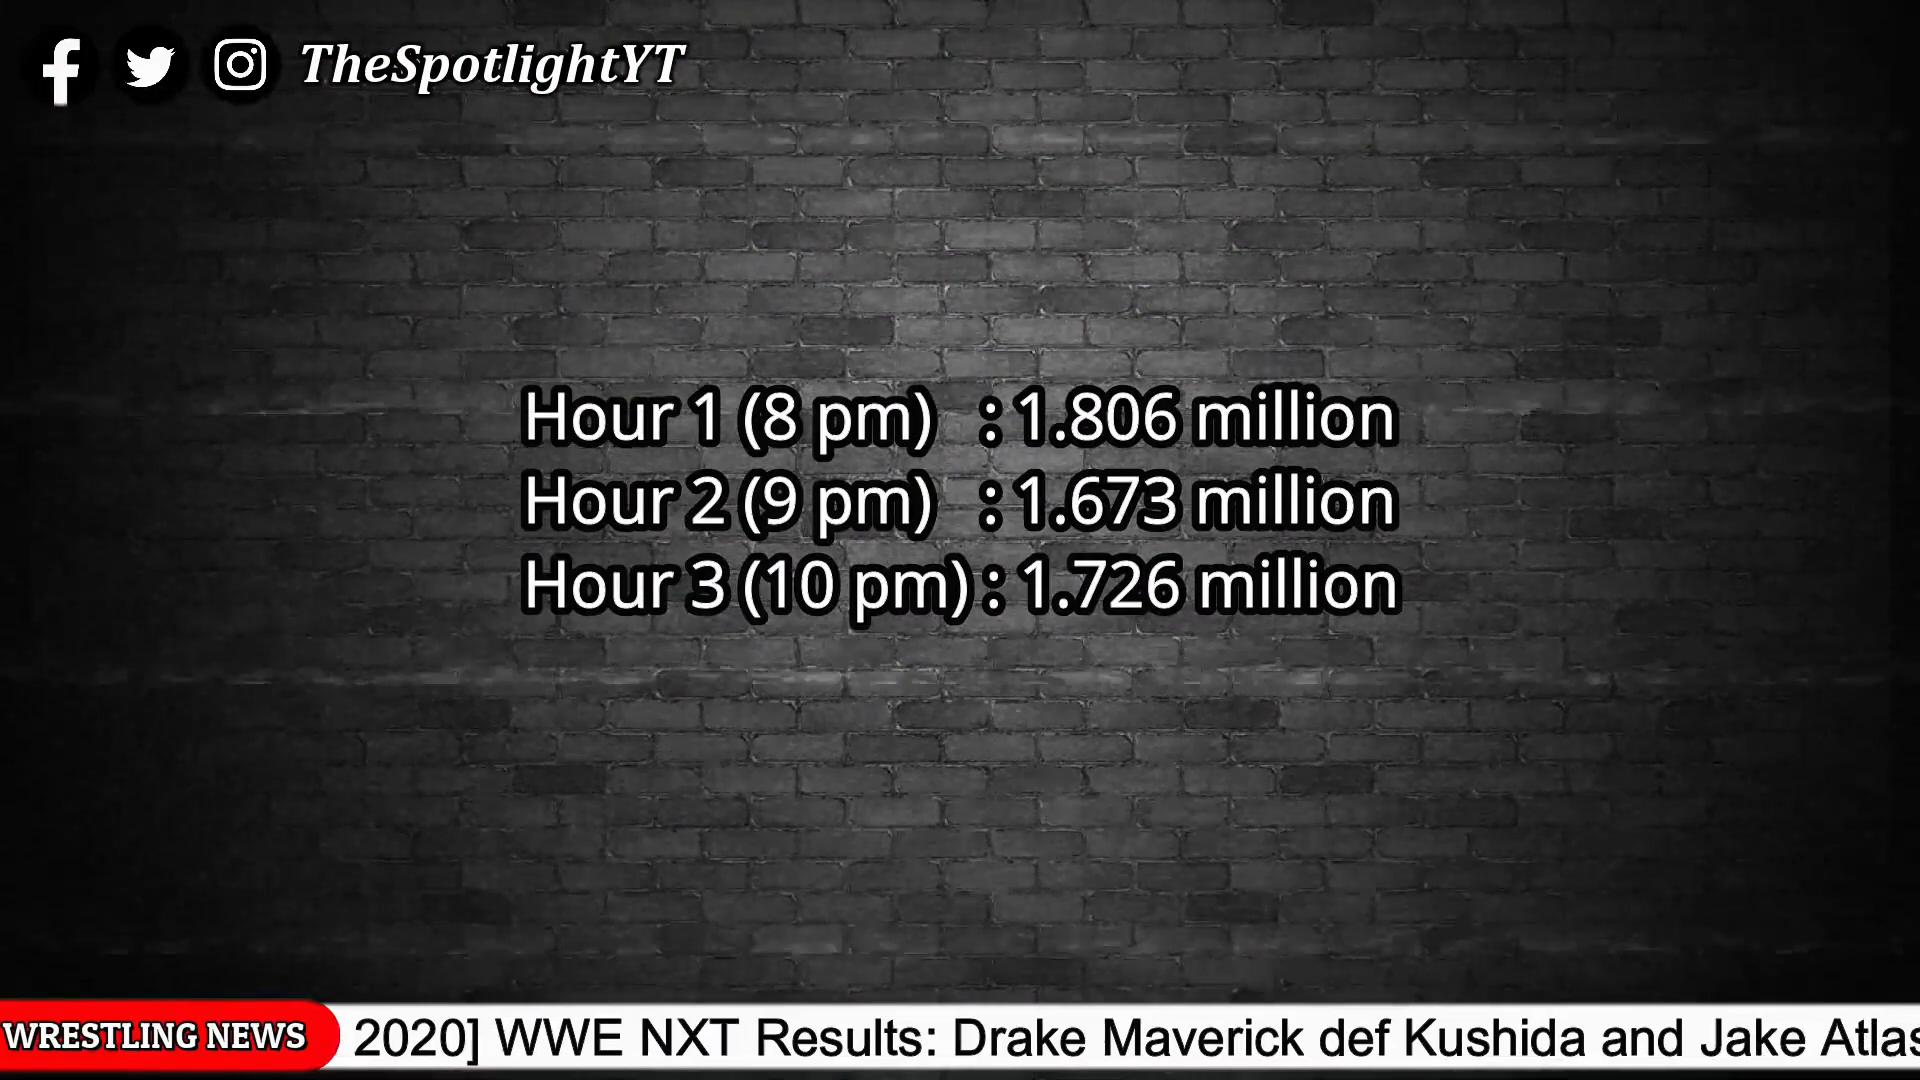 TheSpotlightYT
Hour 1 (8 pm) : 1.806 million
Hour 2 (9 pm) : 1.673 million
Hour 3 (10 pm) : 1.726 million
WRESTLING NEWS
2020] WWE NXT Results: Drake Maverick def Kushida and Jake Atlas